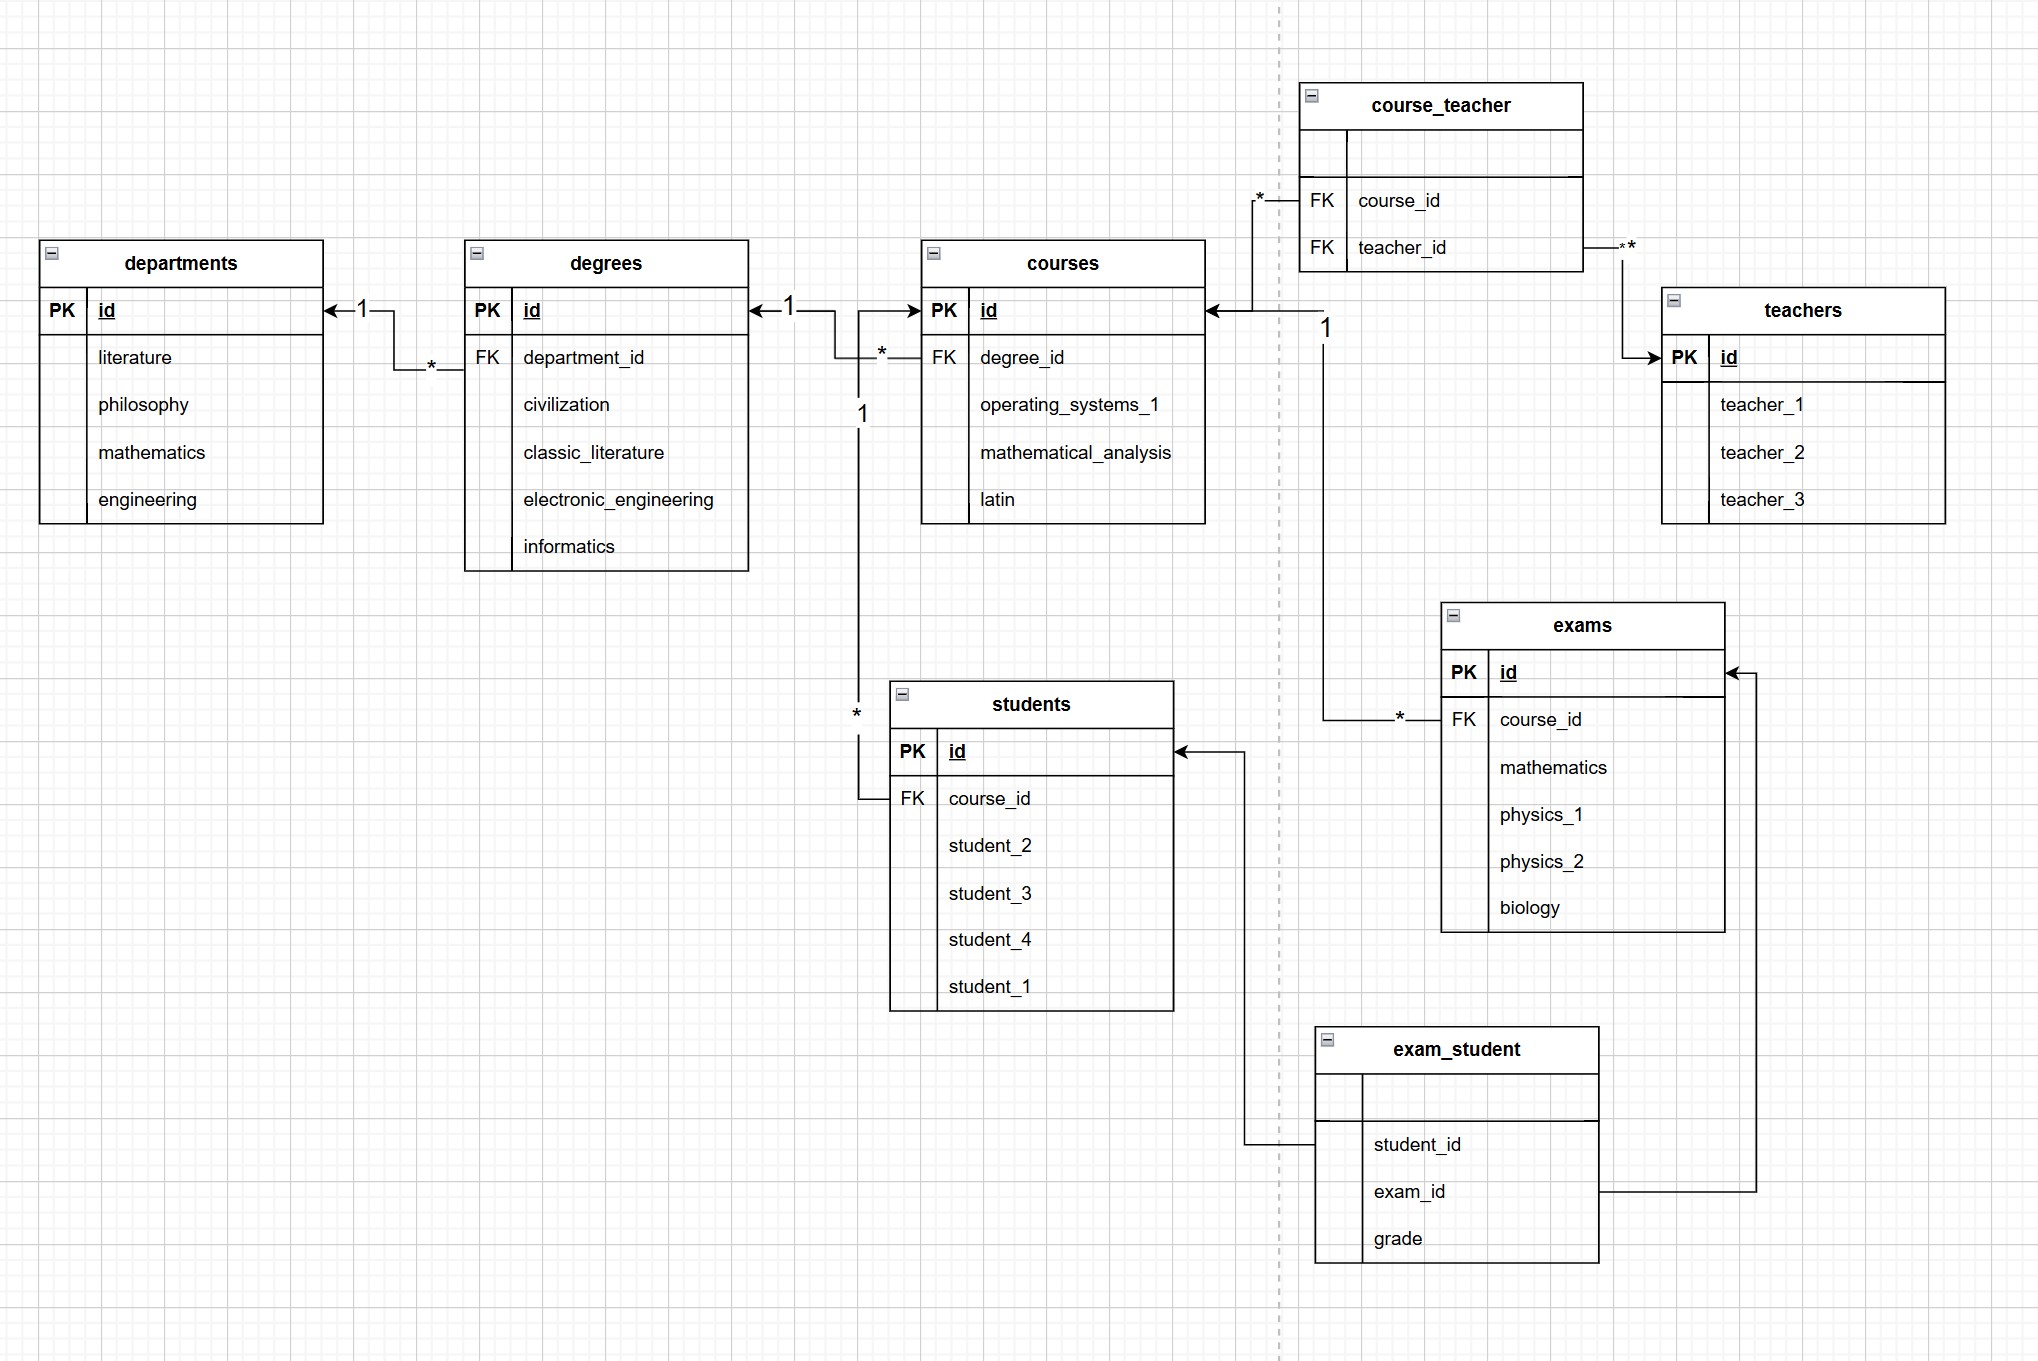 course_teacher
FK course_id
FK teacher_id
*
**
departments
PK id
literature
philosophy
mathematics
engineering
1
*
degrees
PK id
FK department_id
civilization
classic_literature
electronic_engineering
informatics
1
*
courses
PK id
FK degree_id
operating_systems_1
mathematical_analysis
latin
1
*
1
*
teachers
PK id
teacher_1
teacher_2
teacher_3
students
PK id
FK course_id
student_2
student_3
student_4
student_1
exams
PK id
FK course_id
mathematics
physics_1
physics_2
biology
exam_student
student_id
exam_id
grade